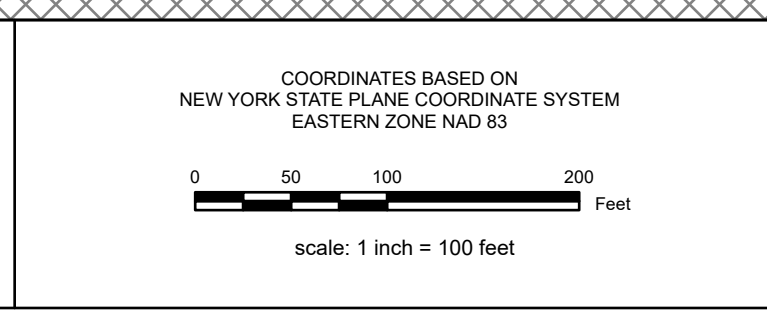 COORDINATES BASED ON
NEW YORK STATE PLANE COORDINATE SYSTEM
EASTERN ZONE NAD 83
0 50 100 200
Feet
scale: 1 inch = 100 feet